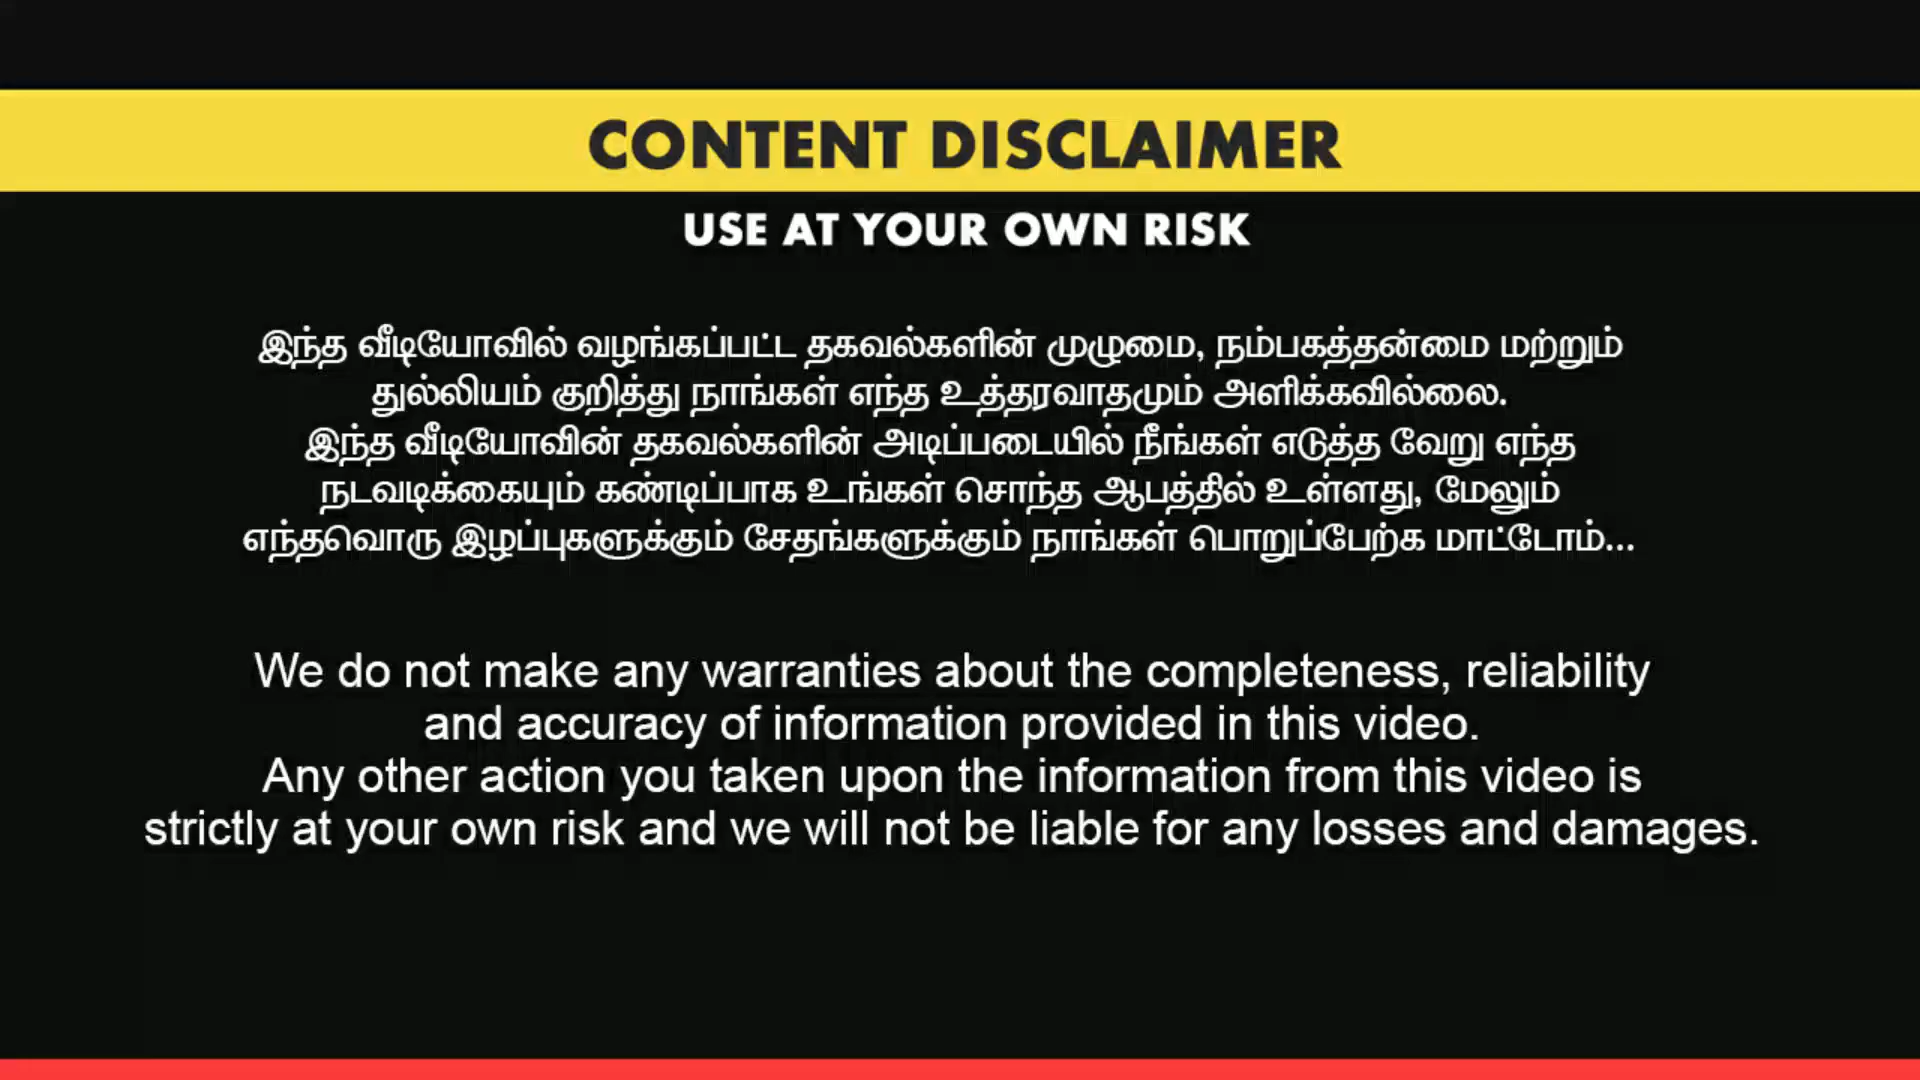 CONTENT DISCLAIMER
USE AT YOUR OWN RISK
இந்த வீடியோவில் வழங்கப்பட்ட தகவல்களின் முழுமை, நம்பகத்தன்மை மற்றும்
துல்லியம் குறித்து நாங்கள் எந்த உத்தரவாதமும் அளிக்கவில்லை.
இந்த வீடியோவின் தகவல்களின் அடிப்படையில் நீங்கள் எடுத்த வேறு எந்த
நடவடிக்கையும் கண்டிப்பாக உங்கள் சொந்த ஆபத்தில் உள்ளது, மேலும்
எந்தவொரு இழப்புகளுக்கும் சேதங்களுக்கும் நாங்கள் பொறுப்பேற்க மாட்டோம்...
We do not make any warranties about the completeness, reliability
and accuracy of information provided in this video.
Any other action you taken upon the information from this video is
strictly at your own risk and we will not be liable for any losses and damages.